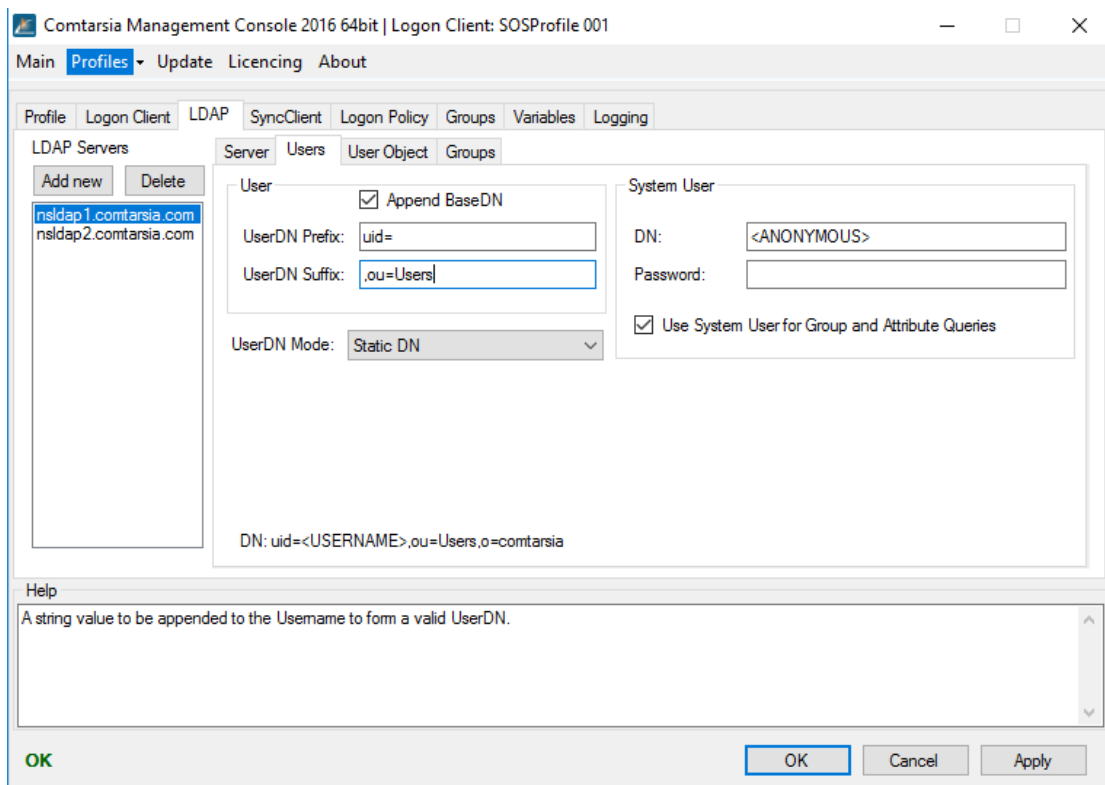 Comtarsia Management Console 2016 64bit | Logon Client: SOSProfile 001
Main Profiles Update Licencing About
Profile Logon Client LDAP SyncClient Logon Policy Groups Variables Logging
LDAP Servers
Add new Delete
nsldap1.comtarsia.com
nsldap2.comtarsia.com
Server Users User Object Groups
User
Append BaseDN
UserDN Prefix: uid=
UserDN Suffix: ,ou=Users
UserDN Mode: Static DN
System User
DN: <ANONYMOUS>
Password:
Use System User for Group and Attribute Queries
DN: uid=<USERNAME>,ou=Users,o=comtarsia
Help
A string value to be appended to the Username to form a valid UserDN.
OK
OK Cancel Apply